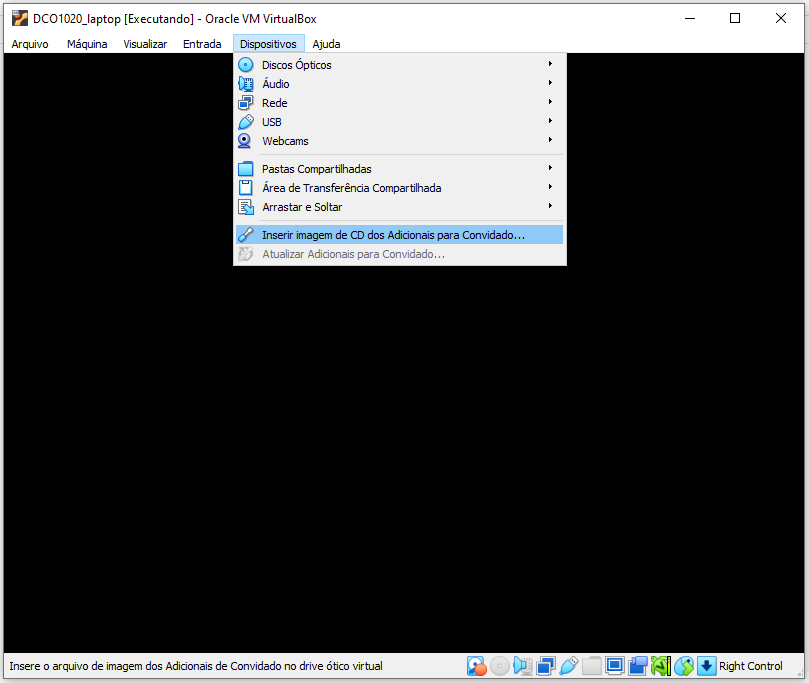 DCO1020_laptop [Executando] - Oracle VM VirtualBox
Arquivo Máquina Visualizar Entrada Dispositivos Ajuda
Discos Ópticos
Áudio
Rede
USB
Webcams
Pastas Compartilhadas
Área de Transferência Compartilhada
Arrastar e Soltar
Inserir imagem de CD dos Adicionais para Convidado...
Atualizar Adicionais para Convidado...
Insere o arquivo de imagem dos Adicionais de Convidado no drive ótico virtual
Right Control